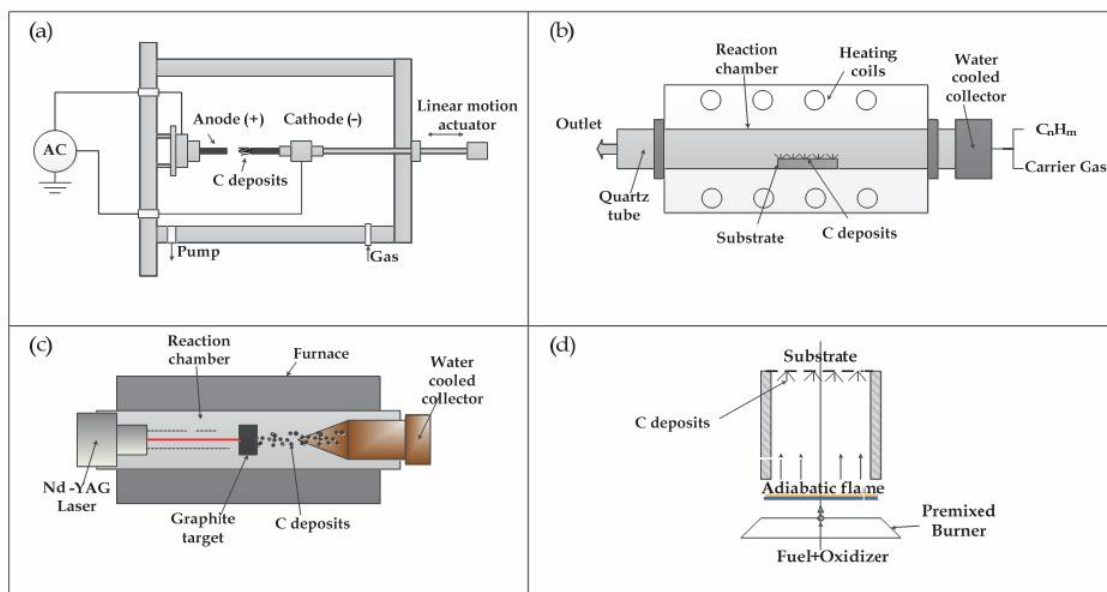 (a)
AC
Anode (+)
Cathode (-)
C deposits
Linear motion
actuator
Pump
Gas
(b)
Reaction
chamber
Heating
coils
Water
cooled
collector
Outlet
CnHm
Carrier Gas
Quartz
tube
Substrate
C deposits
(c)
Reaction
chamber
Furnace
Water
cooled
collector
Nd-YAG
Laser
Graphite
target
C deposits
(d)
Substrate
C deposits
Adiabatic flame
Premixed
Burner
Fuel+Oxidizer